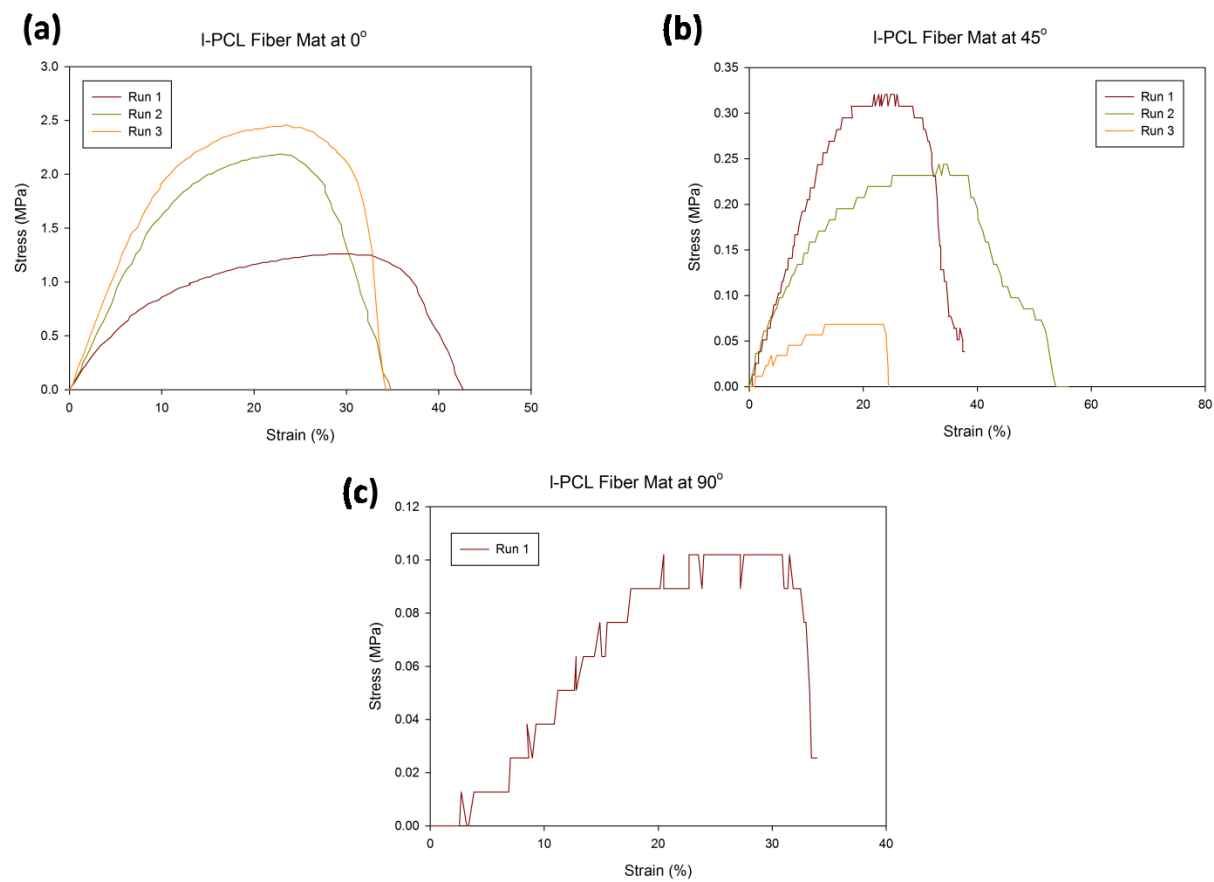 (a)
l-PCL Fiber Mat at 0°
3.0
2.5
2.0
1.5
1.0
0.5
0.0
Stress (MPa)
Run 1
Run 2
Run 3
0 10 20 30 40 50
Strain (%)
(b)
l-PCL Fiber Mat at 45°
0.35
0.30
0.25
0.20
0.15
0.10
0.05
0.00
Stress (MPa)
Run 1
Run 2
Run 3
0 20 40 60 80
Strain (%)
(c)
l-PCL Fiber Mat at 90°
0.12
0.10
0.08
0.06
0.04
0.02
0.00
Stress (MPa)
Run 1
0 10 20 30 40
Strain (%)